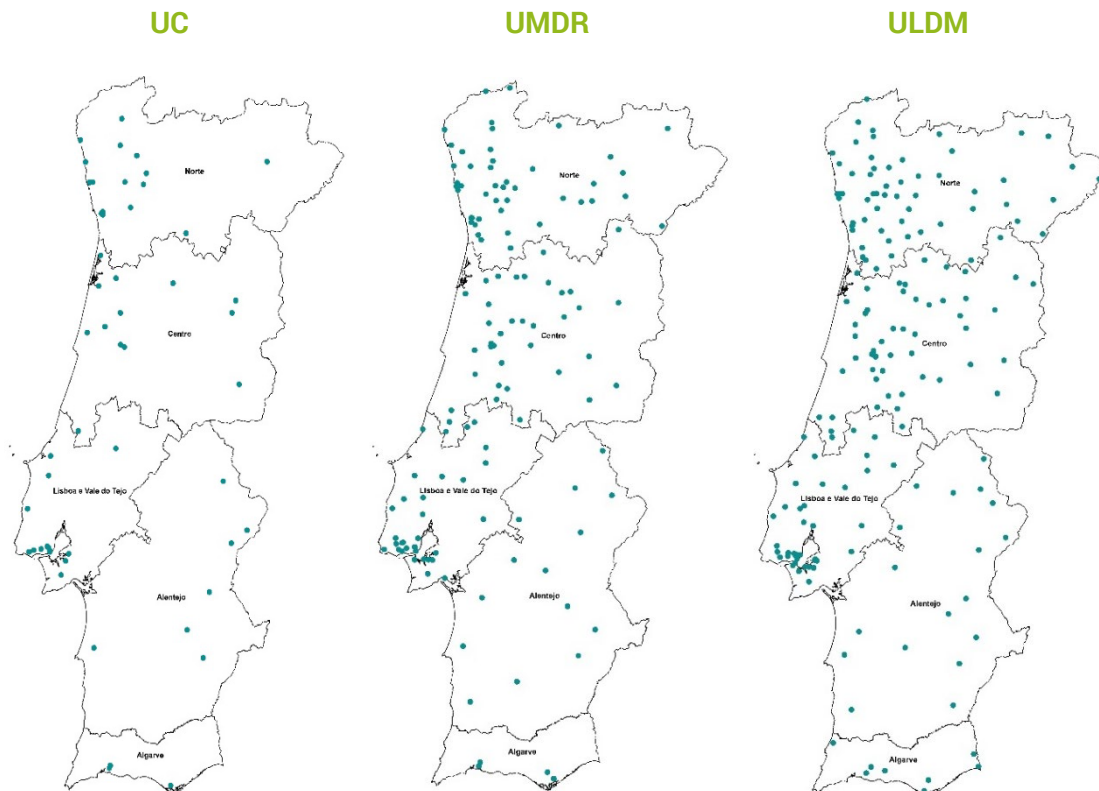 UC
UMDR
ULDM
Norte
Norte
Norte
Centro
Centro
Centro
Lisboa e Vale do Tejo
Lisboa e Vale do Tejo
Lisboa e Vale do Tejo
Alentejo
Alentejo
Alentejo
Algarve
Algarve
Algarve